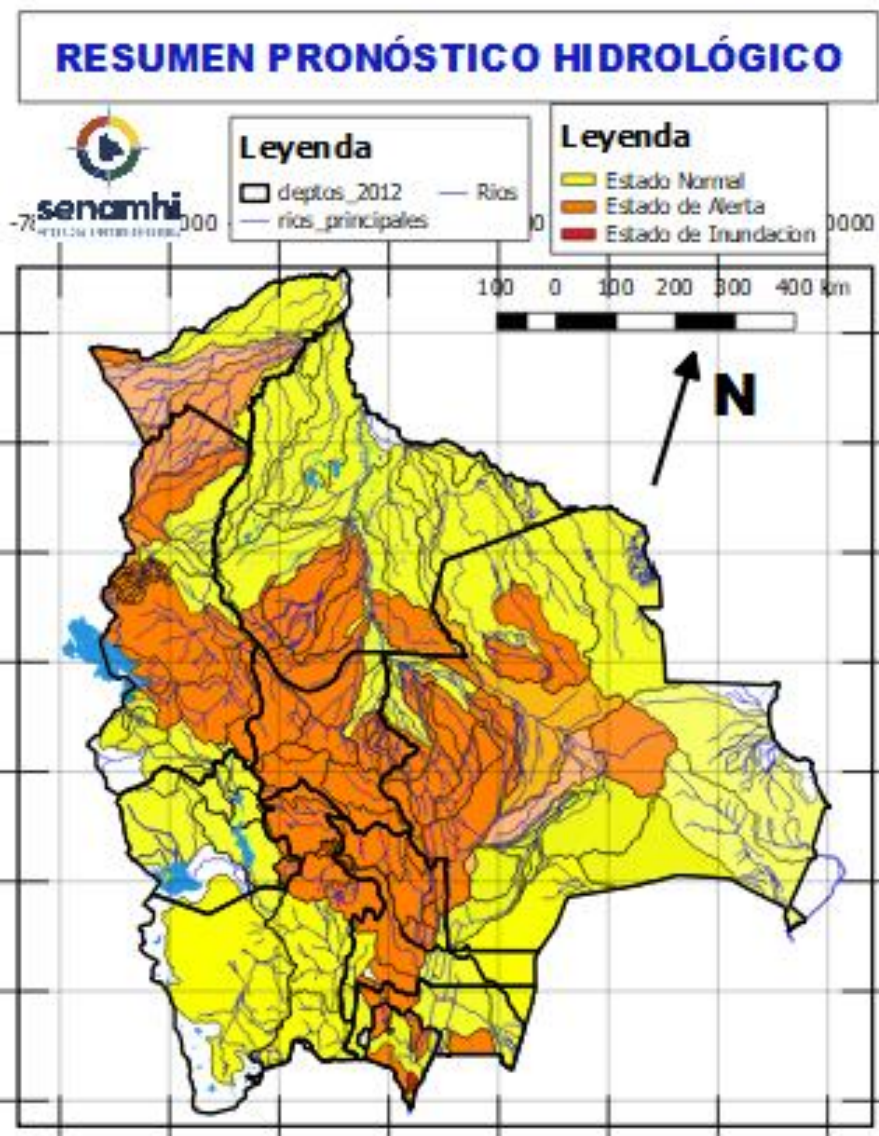 RESUMEN PRONÓSTICO HIDROLÓGICO
senamhi
Leyenda
deptos_2012
Rios
rios_principales
Leyenda
Estado Normal
Estado de Alerta
Estado de Inundacion
100 0 100 200 300 400 km
N